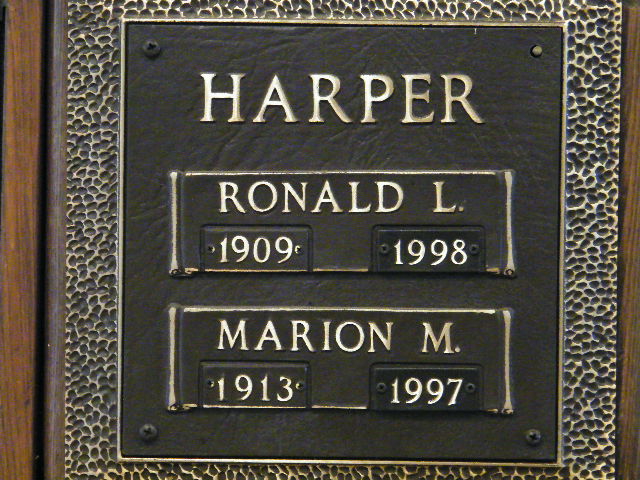 HARPER
RONALD L.
1909 1998
MARION M.
1913 1997